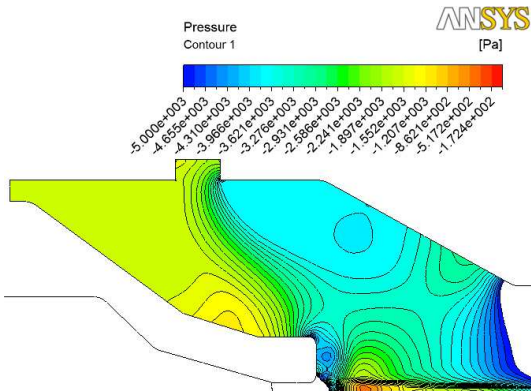 ANSYS
Pressure
Contour 1
[Pa]
-5.000e+003
-4.655e+003
-4.310e+003
-3.966e+003
-3.621e+003
-3.276e+003
-2.931e+003
-2.586e+003
-2.241e+003
-1.897e+003
-1.552e+003
-1.207e+003
-8.621e+002
-5.172e+002
-1.724e+002